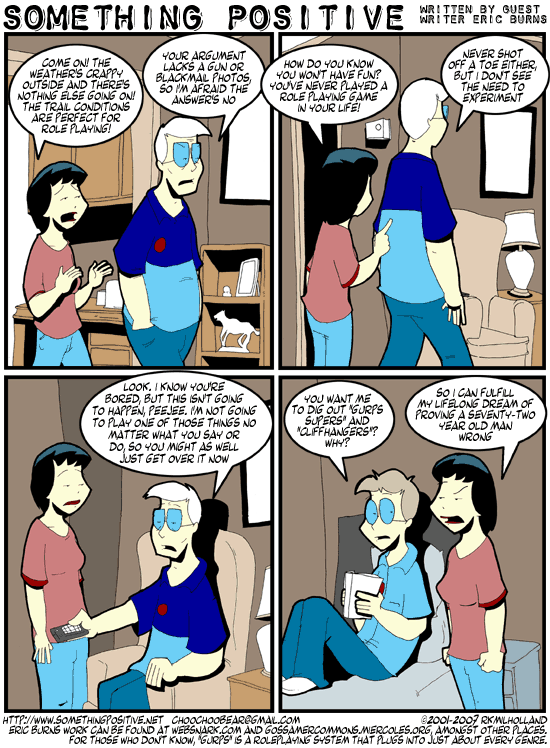 SOMETHING POSITIVE
WRITTEN BY GUEST
WRITER ERIC BURNS
COME ON! THE
WEATHER'S CRAPPY
OUTSIDE AND THERE'S
NOTHING ELSE GOING ON!
THE TRAIL CONDITIONS
ARE PERFECT FOR
ROLE PLAYING!
YOUR ARGUMENT
LACKS A GUN OR
BLACKMAIL PHOTOS,
SO I'M AFRAID THE
ANSWER'S NO
HOW DO YOU KNOW
YOU WON'T HAVE FUN?
YOU'VE NEVER PLAYED A
ROLE PLAYING GAME
IN YOUR LIFE!
NEVER SHOT
OFF A TOE EITHER,
BUT I DON'T SEE
THE NEED TO
EXPERIMENT
LOOK. I KNOW YOU'RE
BORED, BUT THIS ISN'T GOING
TO HAPPEN, PEEJEE. I'M NOT GOING
TO PLAY ONE OF THOSE THINGS NO
MATTER WHAT YOU SAY OR
DO, SO YOU MIGHT AS WELL
JUST GET OVER IT NOW
YOU WANT ME
TO DIG OUT "GURPS
SUPERS" AND
"CLIFFHANGERS"?
WHY?
SO I CAN FULFILL
MY LIFELONG DREAM OF
PROVING A SEVENTY-TWO
YEAR OLD MAN
WRONG
HTTP://WWW.SOMETHINGPOSITIVE.NET CHOOCHOOBEAR@GMAIL.COM ©2001-2009 RKMILHOLLAND
ERIC BURNS WORK CAN BE FOUND AT WEBSNARK.COM AND GOSSAMERCOMMONS.MERCOLES.ORG, AMONGST OTHER PLACES.
FOR THOSE WHO DON'T KNOW, "GURPS" IS A ROLEPLAYING SYSTEM THAT PLUGS INTO JUST ABOUT EVERY GENRE.